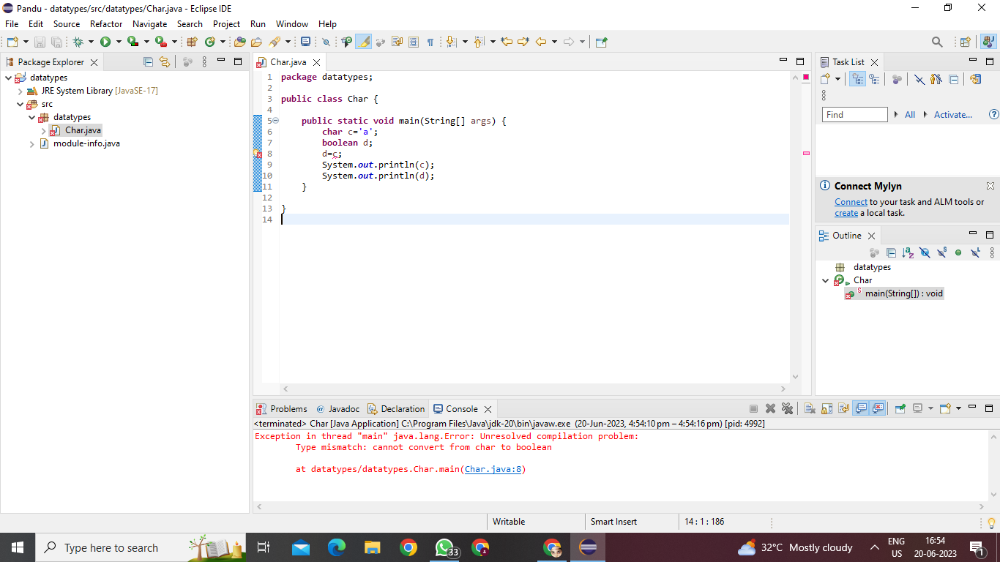 Pandu - datatypes/src/datatypes/Char.java - Eclipse IDE
File Edit Source Refactor Navigate Search Project Run Window Help
Package Explorer
datatypes
JRE System Library [JavaSE-17]
src
datatypes
Char.java
module-info.java
Char.java
1 package datatypes;
2
3 public class Char {
4
5 public static void main(String[] args) {
6 char c='a';
7 boolean d;
8 d=c;
9 System.out.println(c);
10 System.out.println(d);
11 }
12
13 }
14
Task List
Find All Activate...
Connect Mylyn
Connect to your task and ALM tools or
create a local task.
Outline
datatypes
Char
main(String[]) : void
Problems @ Javadoc Declaration Console
<terminated> Char [Java Application] C:\Program Files\Java\jdk-20\bin\javaw.exe (20-Jun-2023, 4:54:10 pm – 4:54:16 pm) [pid: 4992]
Exception in thread "main" java.lang.Error: Unresolved compilation problem:
Type mismatch: cannot convert from char to boolean
at datatypes/datatypes.Char.main(Char.java:8)
Writable Smart Insert 14 : 1 : 186
Type here to search
33
32°C Mostly cloudy
ENG
US
16:54
20-06-2023
1